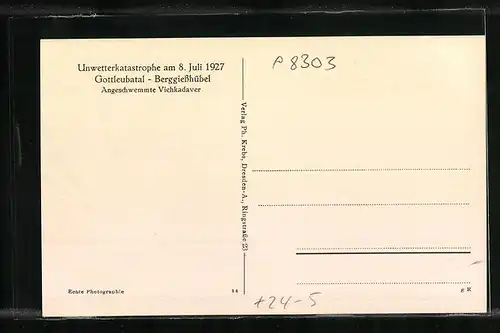 Unwetterkatastrophe am 8. Juli 1927
Gottleubatal - Berggießhübel
Angeschwemmte Viehkadaver
P8303
Verlag Ph. Krebs, Dresden-A., Ringstraße 23
Echte Photographie
14
+24-5